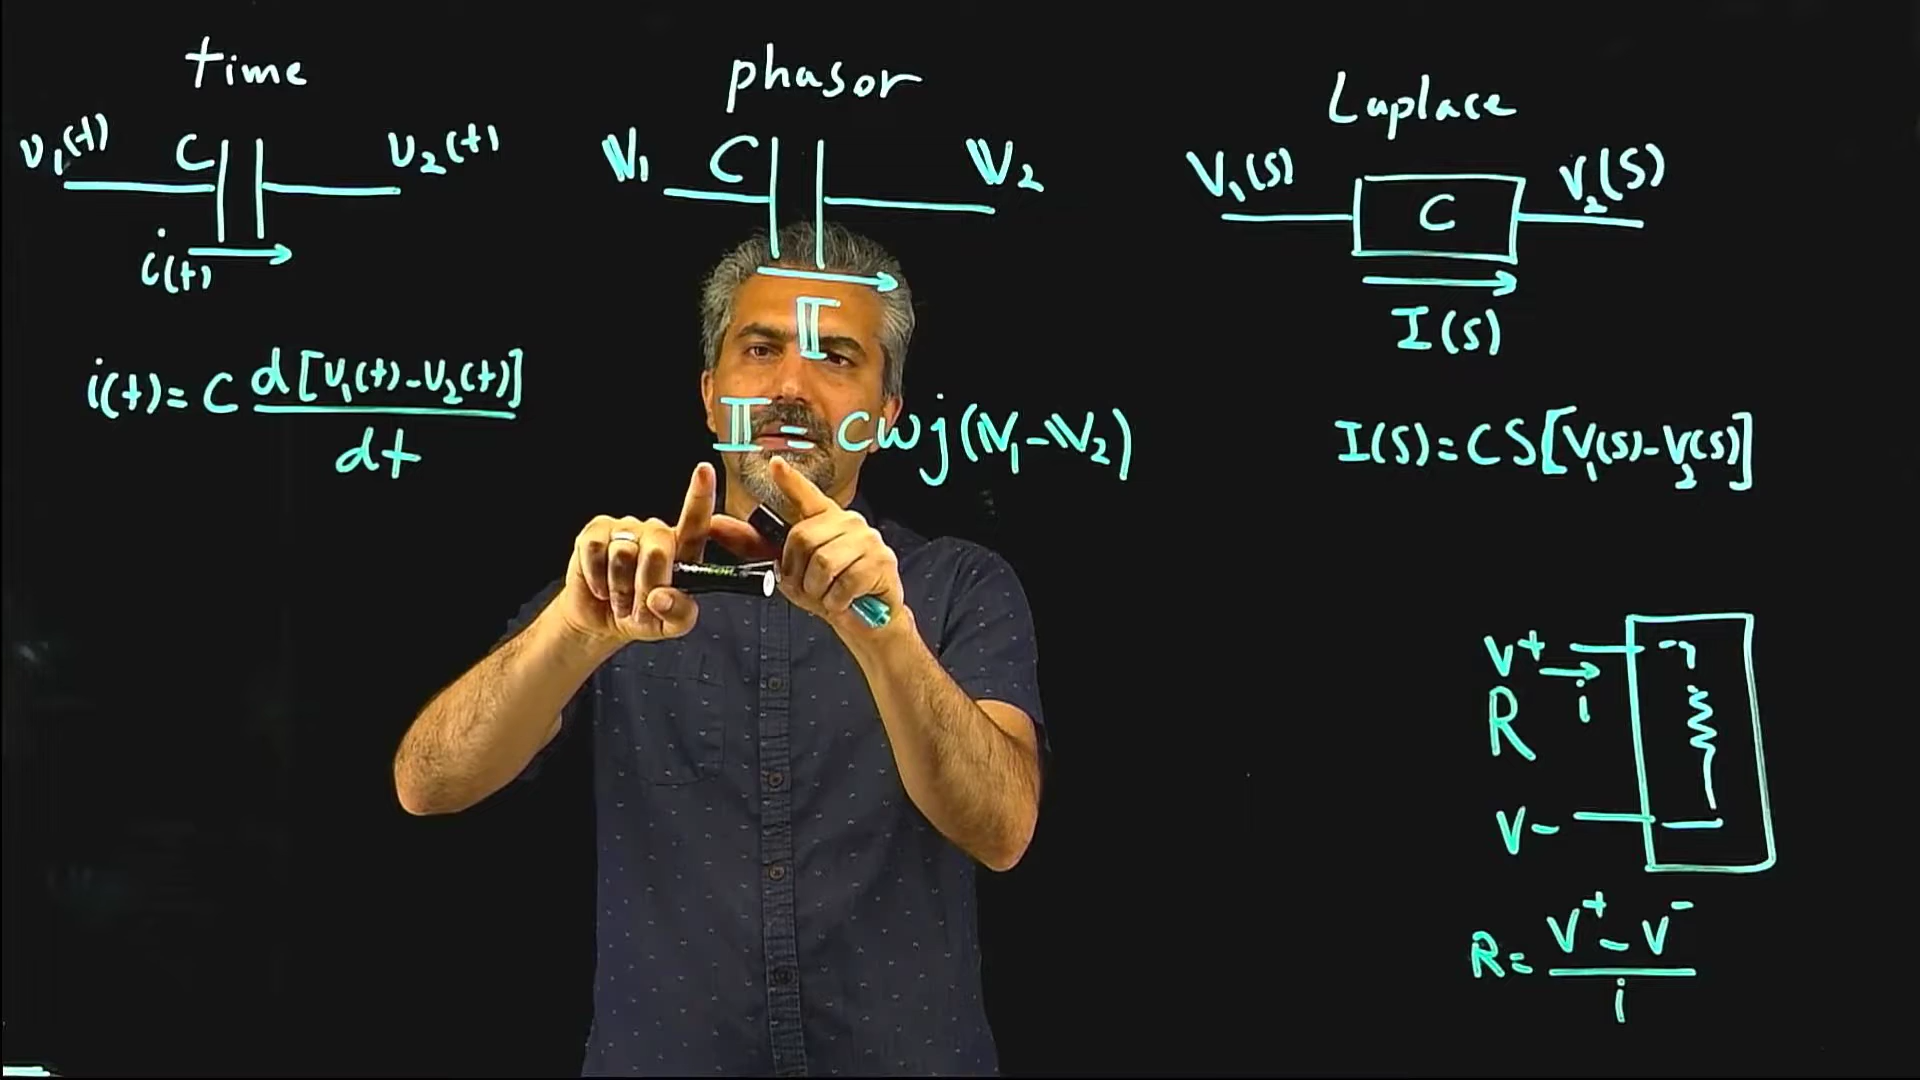 time
v₁(t) C v₂(t)
i(t)
i(t) = C d[v₁(t) - v₂(t)] / dt
phasor
V₁ C V₂
I
I = Cωj(V₁ - V₂)
Laplace
V₁(S) C V₂(S)
I(S)
I(S) = CS[V₁(S) - V₂(S)]
V+
i
R
V-
R = V⁺ - V⁻ / i